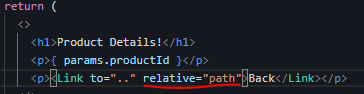 return (
<>
<h1>Product Details!</h1>
<p>{ params.productId }</p>
<p><Link to=".." relative="path">Back</Link></p>